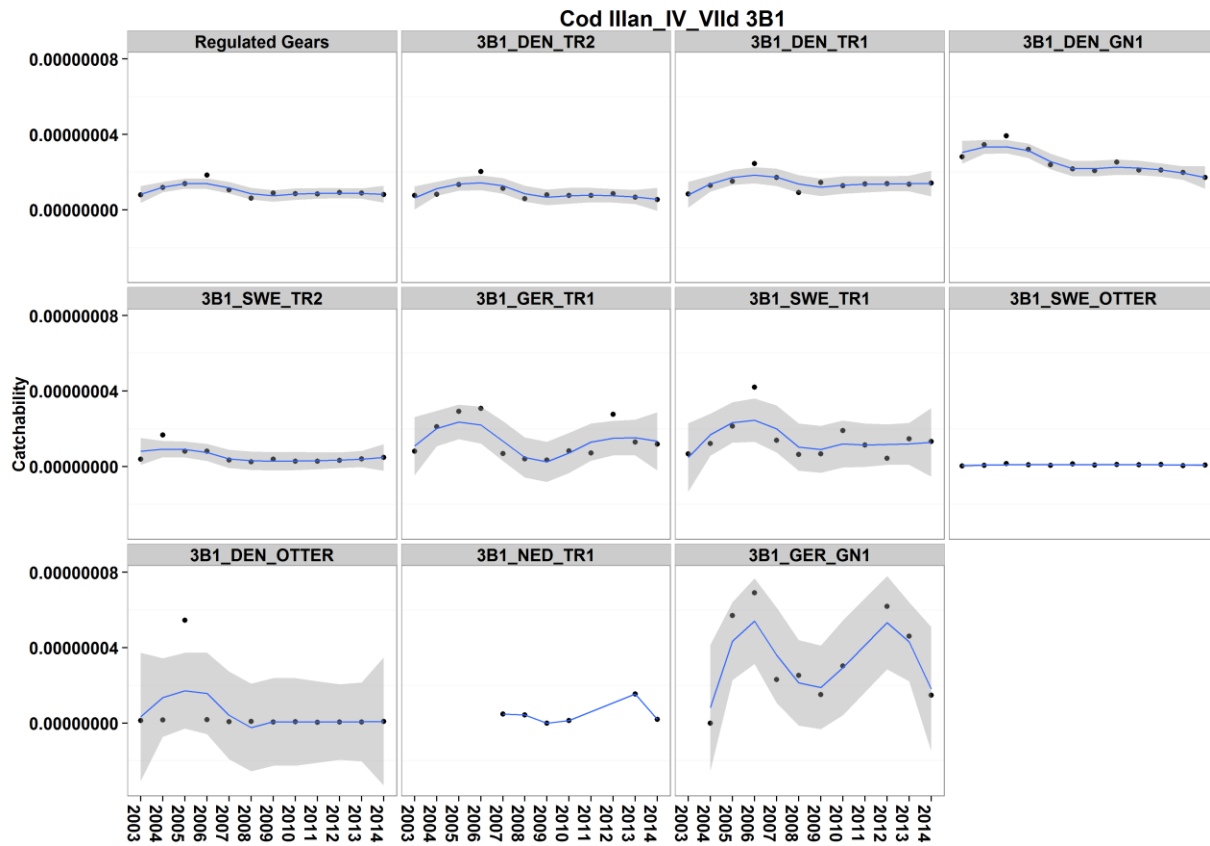 Cod IIIan_IV_VIId 3B1
Regulated Gears
3B1_DEN_TR2
3B1_DEN_TR1
3B1_DEN_GN1
0.00000008
0.00000004
0.00000000
3B1_SWE_TR2
3B1_GER_TR1
3B1_SWE_TR1
3B1_SWE_OTTER
0.00000008
0.00000004
0.00000000
Catachability
3B1_DEN_OTTER
3B1_NED_TR1
3B1_GER_GN1
0.00000008
0.00000004
0.00000000
2003 2004 2005 2006 2007 2008 2009 2010 2011 2012 2013 2014
2003 2004 2005 2006 2007 2008 2009 2010 2011 2012 2013 2014
2003 2004 2005 2006 2007 2008 2009 2010 2011 2012 2013 2014